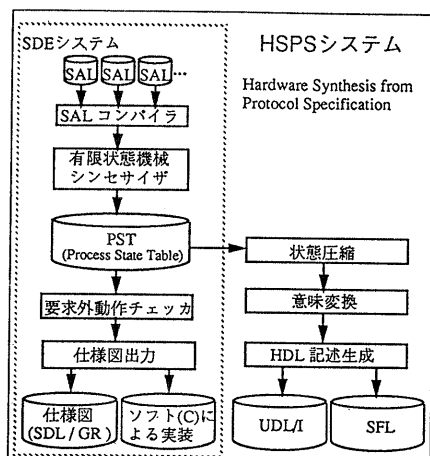 SDEシステム
SAL SAL SAL…
SAL コンパイラ
有限状態機械
シンセサイザ
PST
(Process State Table)
要求外動作チェッカ
仕様図出力
仕様図
(SDL / GR)
ソフト(C)に
よる実装
HSPSシステム
Hardware Synthesis from
Protocol Specification
状態圧縮
意味変換
HDL 記述生成
UDL/I
SFL